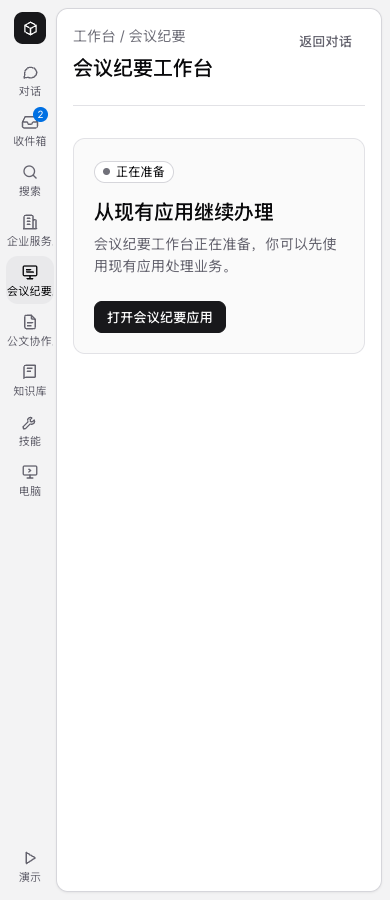 对话
2
收件箱
搜索
企业服务
会议纪要
公文协作
知识库
技能
电脑
演示
工作台 / 会议纪要
返回对话
会议纪要工作台
正在准备
从现有应用继续办理
会议纪要工作台正在准备，你可以先使
用现有应用处理业务。
打开会议纪要应用